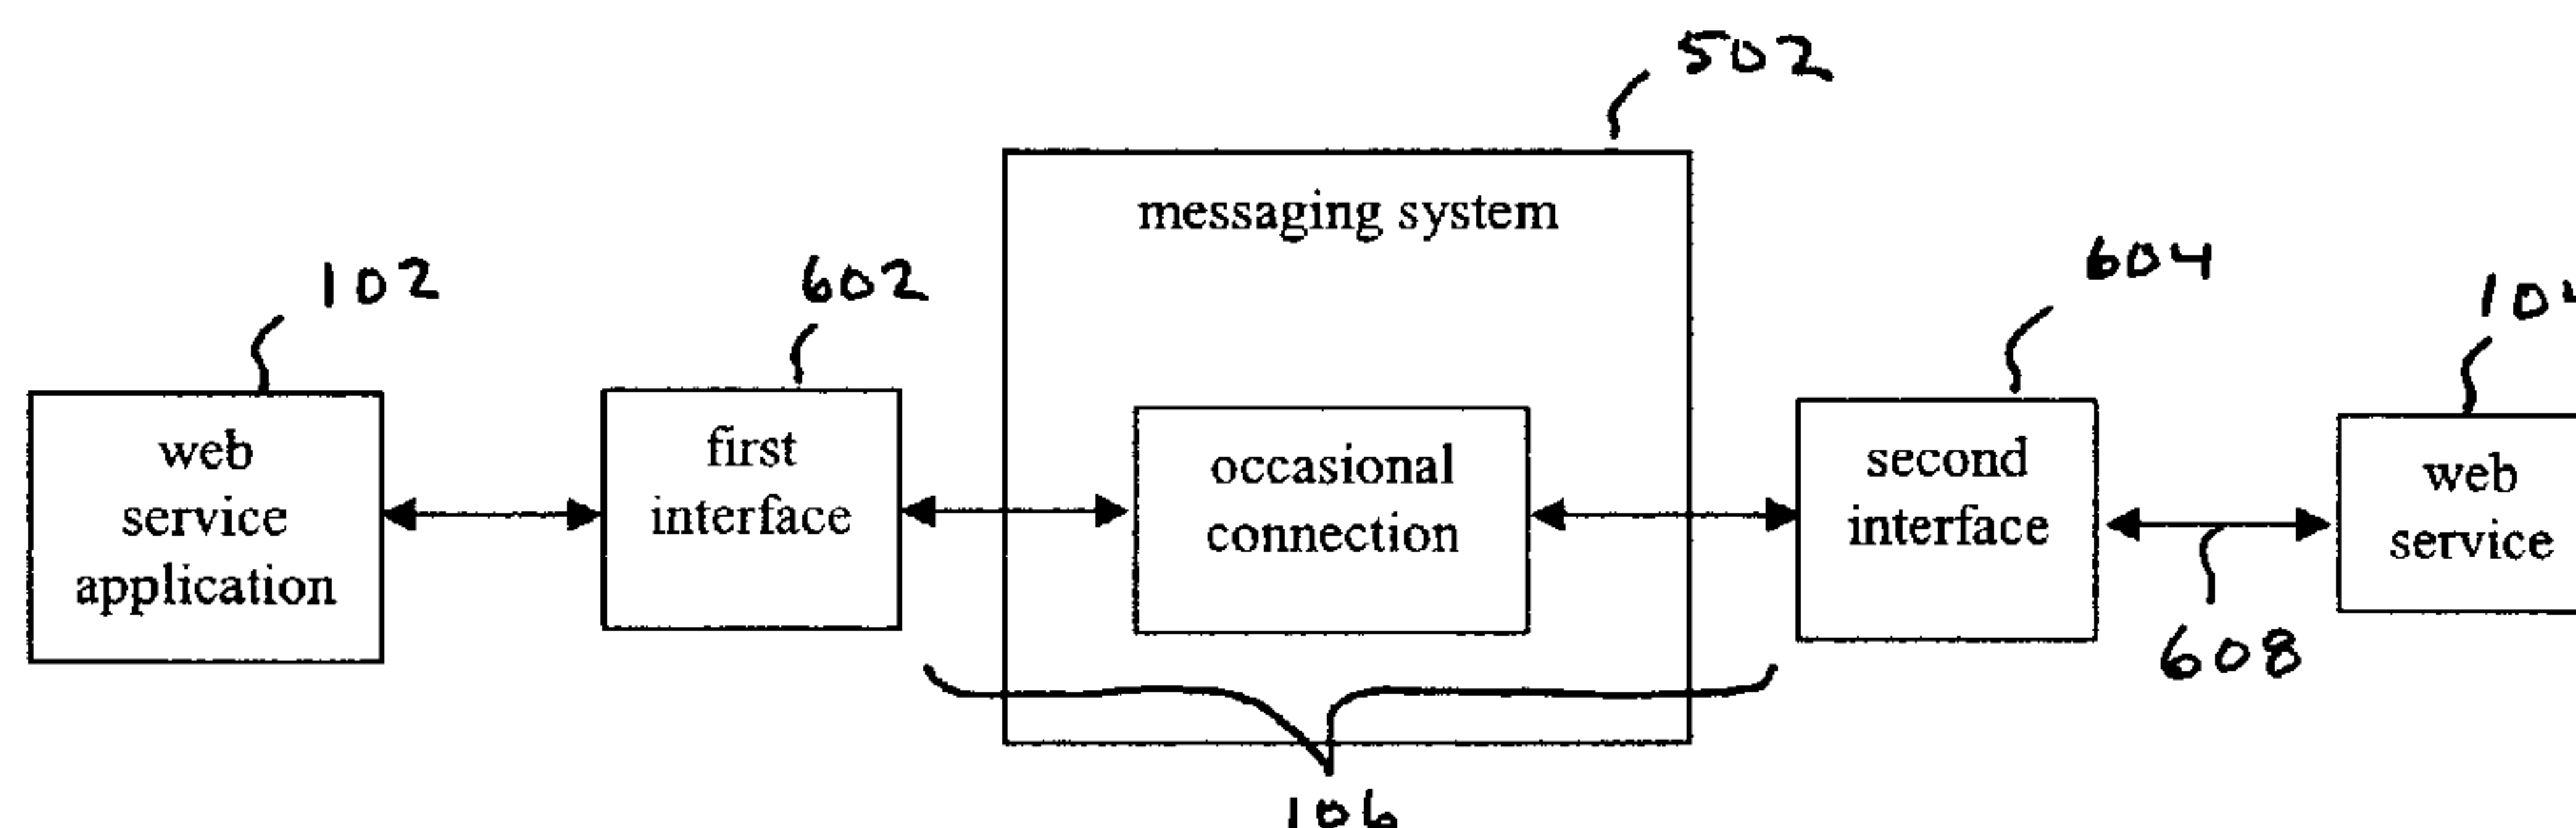 502
messaging system
102
602
604
104
web
service
application
first
interface
occasional
connection
second
interface
web
service
608
106